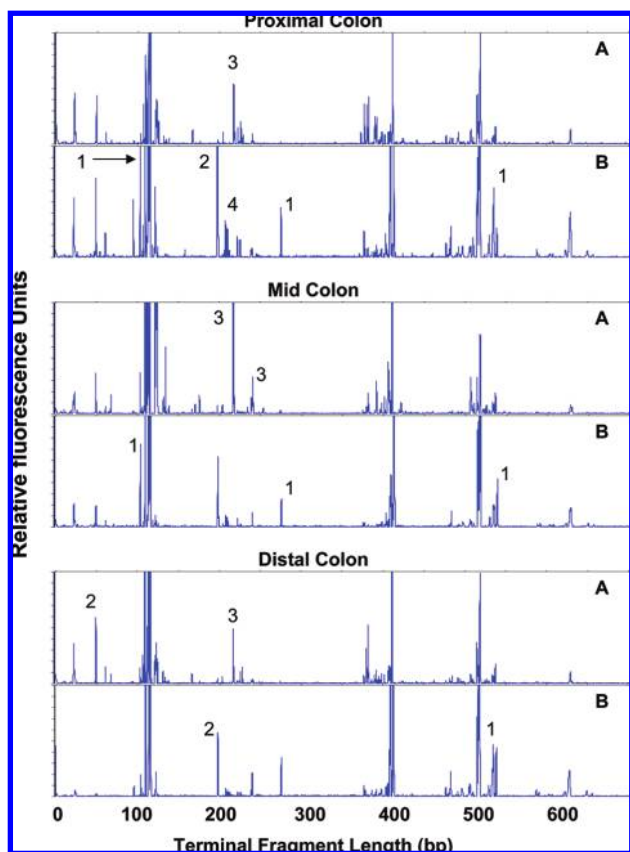 Proximal Colon
A
3
B
1
2
4
1
1
Mid Colon
A
3
3
B
1
1
1
Distal Colon
A
2
3
B
2
1
Relative fluorescence Units
0 100 200 300 400 500 600
Terminal Fragment Length (bp)